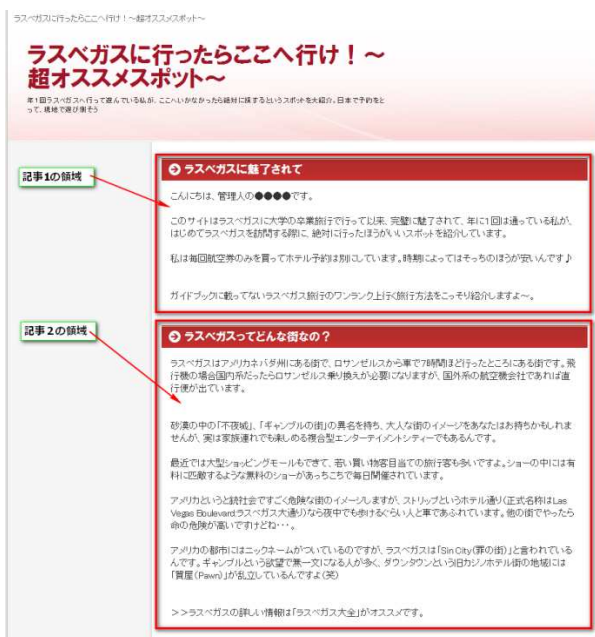 ラスベガスに行ったらここへ行け！～超オススメスポット～
ラスベガスに行ったらここへ行け！～
超オススメスポット～
年1回ラスベガスへ行って遊んでいる私が、ここへいかなかったら絶対に損するというスポットを大紹介。日本で予約をと
って、現地で遊び倒そう
記事1の領域
ラスベガスに魅了されて
こんにちは、管理人の●●●●です。
このサイトはラスベガスに大学の卒業旅行で行って以来、完璧に魅了されて、年に1回は通っている私が、
はじめてラスベガスを訪問する際に、絶対に行ったほうがいいスポットを紹介しています。
私は毎回航空券のみを買ってホテル予約は別にしています。時期によってはそっちのほうが安いんです♪
ガイドブックに載ってないラスベガス旅行のワンランク上行く旅行方法をこっそり紹介しますよ～。
記事２の領域
ラスベガスってどんな街なの？
ラスベガスはアメリカネバダ州にある街で、ロサンゼルスから車で7時間ほど行ったところにある街です。飛
行機の場合国内系だったらロサンゼルス乗り換えが必要になりますが、国外系の航空機会社であれば直
行便が出ています。
砂漠の中の「不夜城」、「ギャンブルの街」の異名を持ち、大人な街のイメージをあなたはお持ちかもしれま
せんが、実は家族連れでも楽しめる複合型エンターテイメントシティーでもあるんです。
最近では大型ショッピングモールもできて、若い買い物客目当ての旅行客も多いですよ。ショーの中には有
料に匹敵するような無料のショーがあっちこちで毎日開催されています。
アメリカというと銃社会ですごく危険な街のイメージしますが、ストリップというホテル通り（正式名称はLas
Vegas Boulevard:ラスベガス大通り）なら夜中でも歩けるぐらい人と車であふれています。他の街でやったら
命の危険が高いですけどね・・・。
アメリカの都市にはニックネームがついているのですが、ラスベガスは「Sin City（罪の街）」と言われている
んです。ギャンブルという欲望で無一文になる人が多く、ダウンタウンという旧カジノホテル街の地域には
「質屋（Pawn）」が乱立しているんですよ（笑）
＞＞ラスベガスの詳しい情報は「ラスベガス大全」がオススメです。